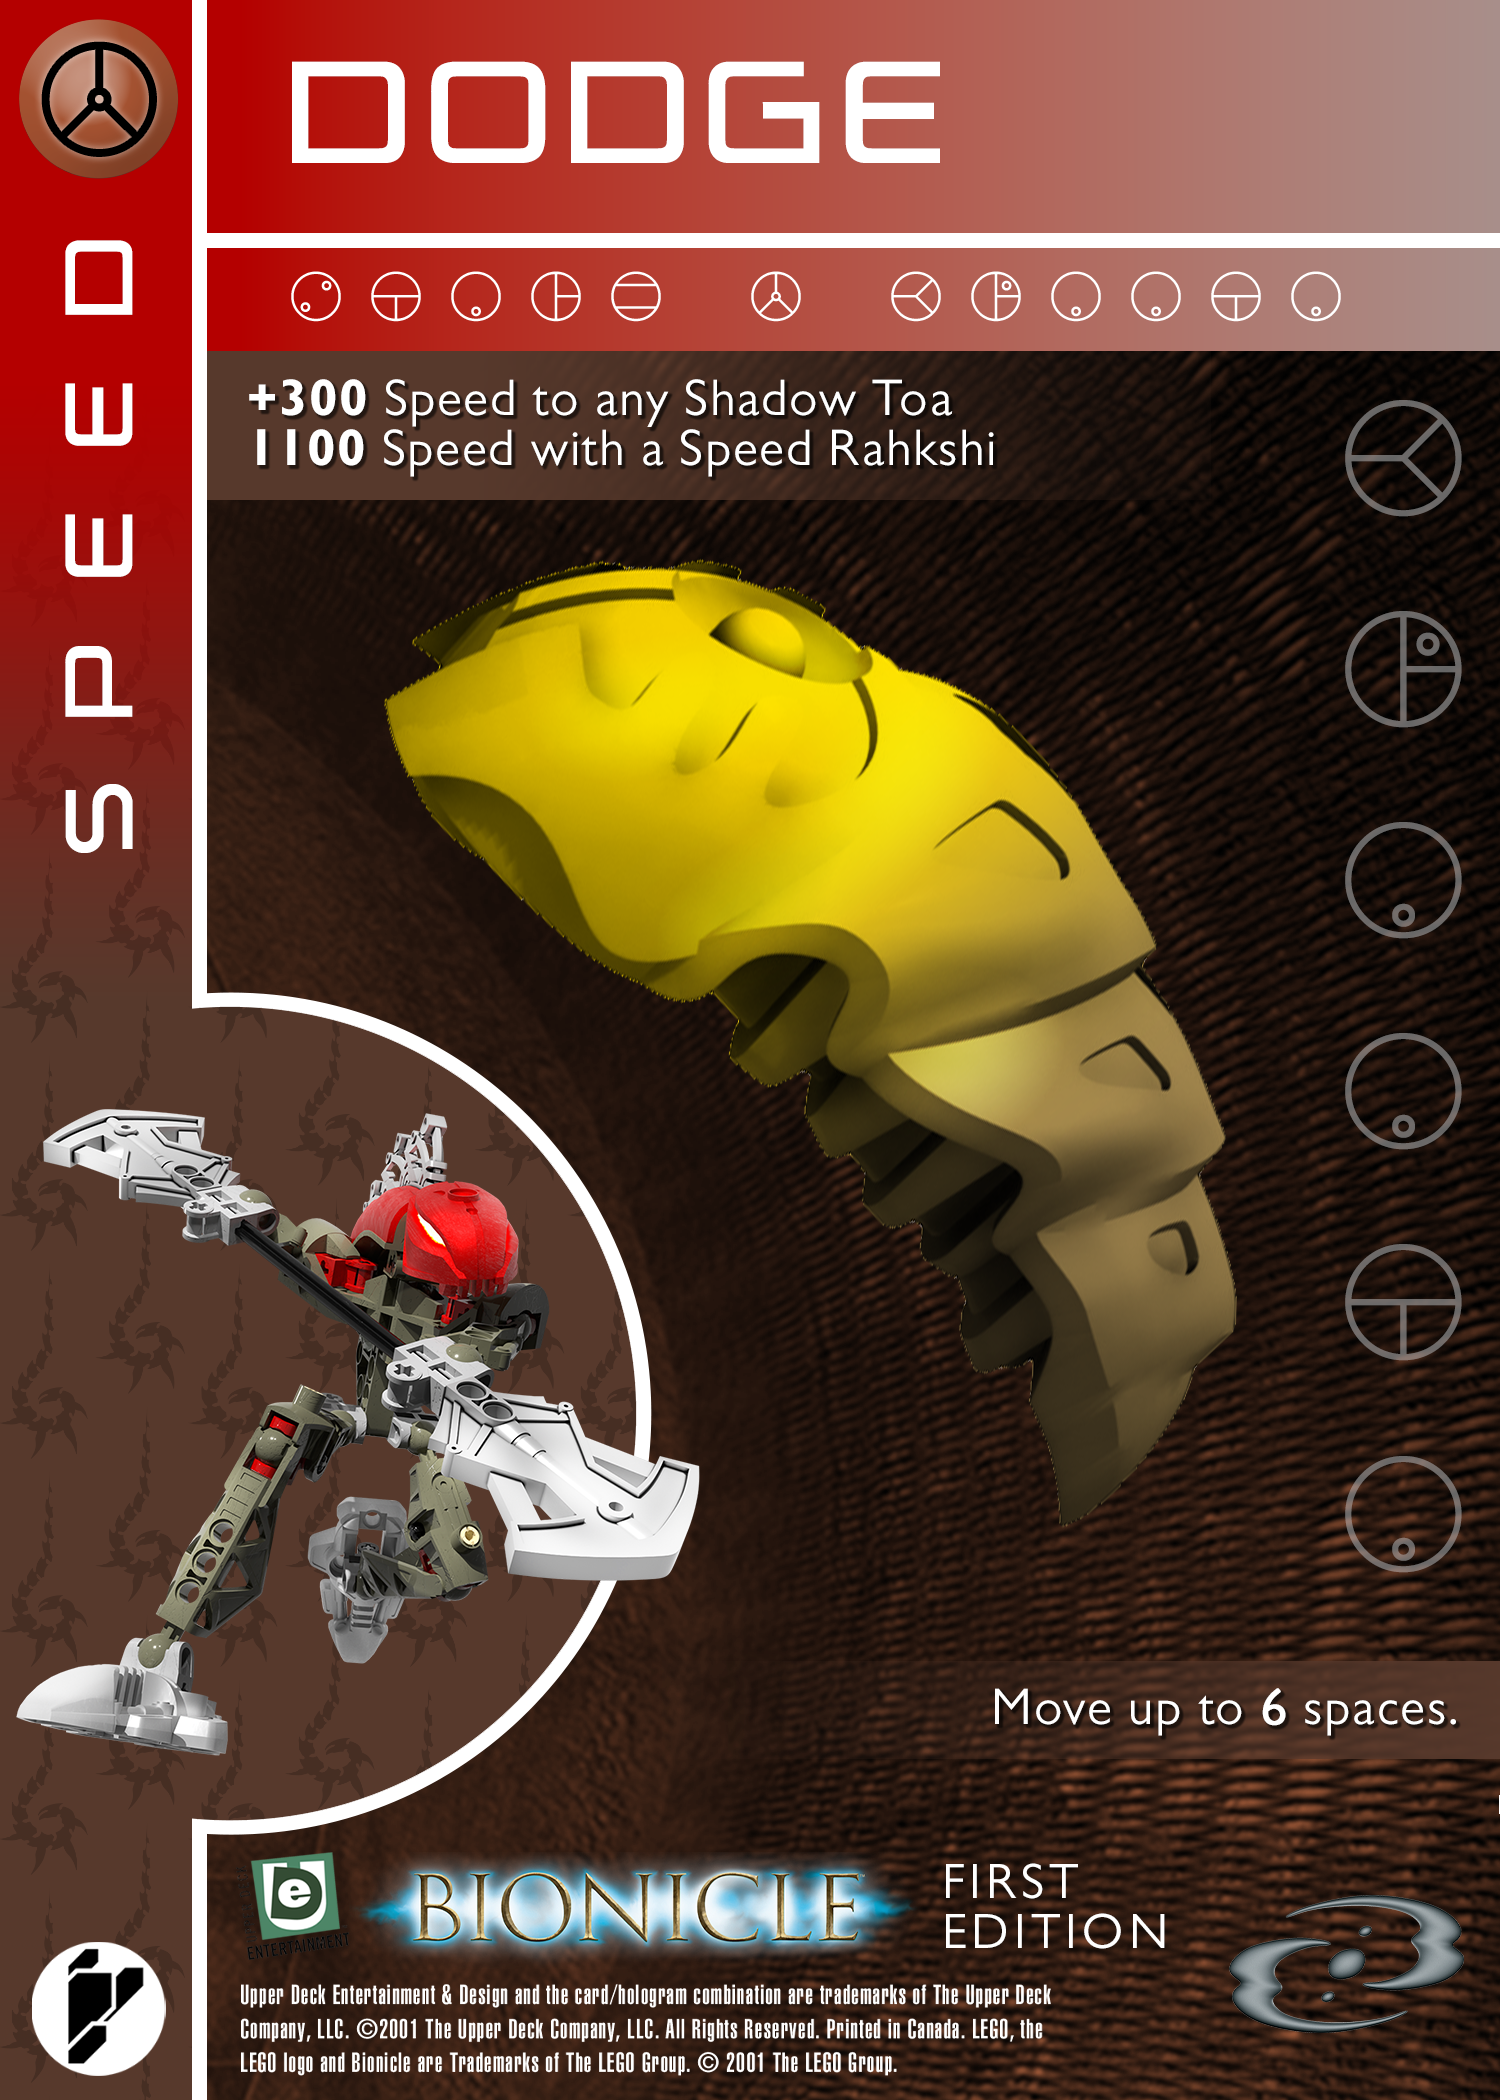 DODGE
SPEED
+300 Speed to any Shadow Toa
1100 Speed with a Speed Rahkshi
Move up to 6 spaces.
e
ENTERTAINMENT
BIONICLE
FIRST
EDITION
Upper Deck Entertainment & Design and the card/hologram combination are trademarks of The Upper Deck
Company, LLC. ©2001 The Upper Deck Company, LLC. All Rights Reserved. Printed in Canada. LEGO, the
LEGO logo and Bionicle are Trademarks of The LEGO Group. © 2001 The LEGO Group.